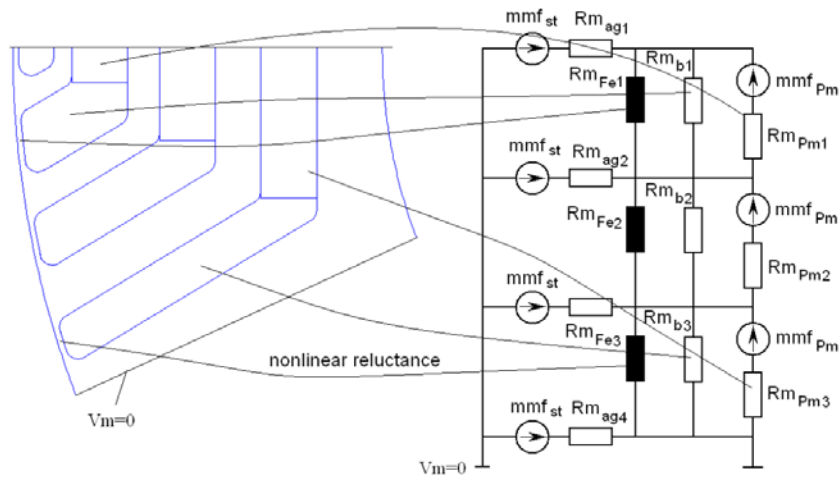 mmf st Rm ag1
Rm Fe1 Rm b1
mmf Pm
Rm Pm1
mmf st Rm ag2
Rm b2
mmf Pm
Rm Fe2
Rm Pm2
mmf st
Rm Fe3 Rm b3
mmf Pm
nonlinear reluctance
Rm Pm3
mmf st Rm ag4
Vm=0
Vm=0